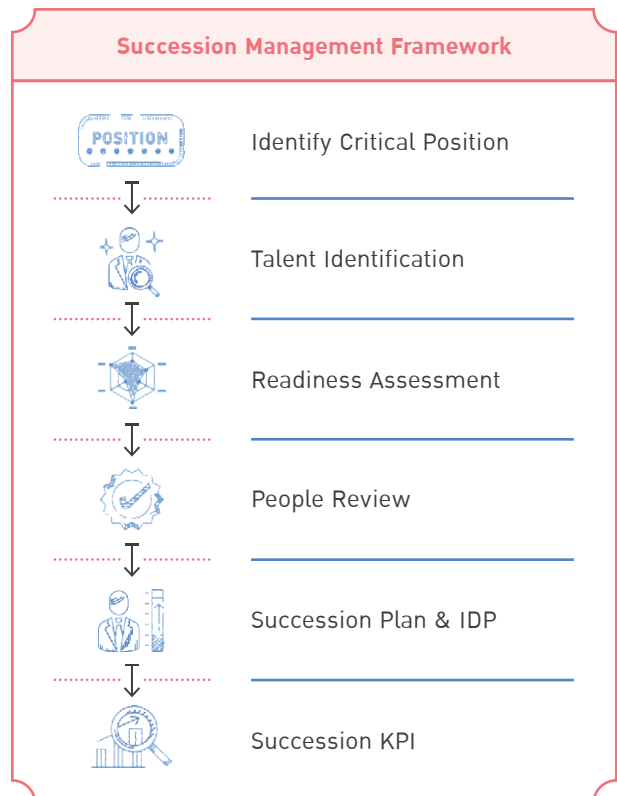 Succession Management Framework
POSITION
Identify Critical Position
Talent Identification
Readiness Assessment
People Review
Succession Plan & IDP
Succession KPI